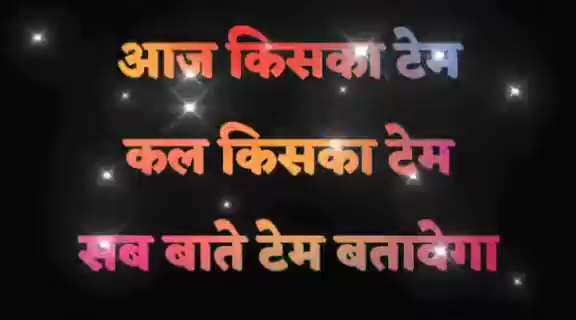 आज किसका टेम
कल किसका टेम
सब बाते टेम बतावेगा